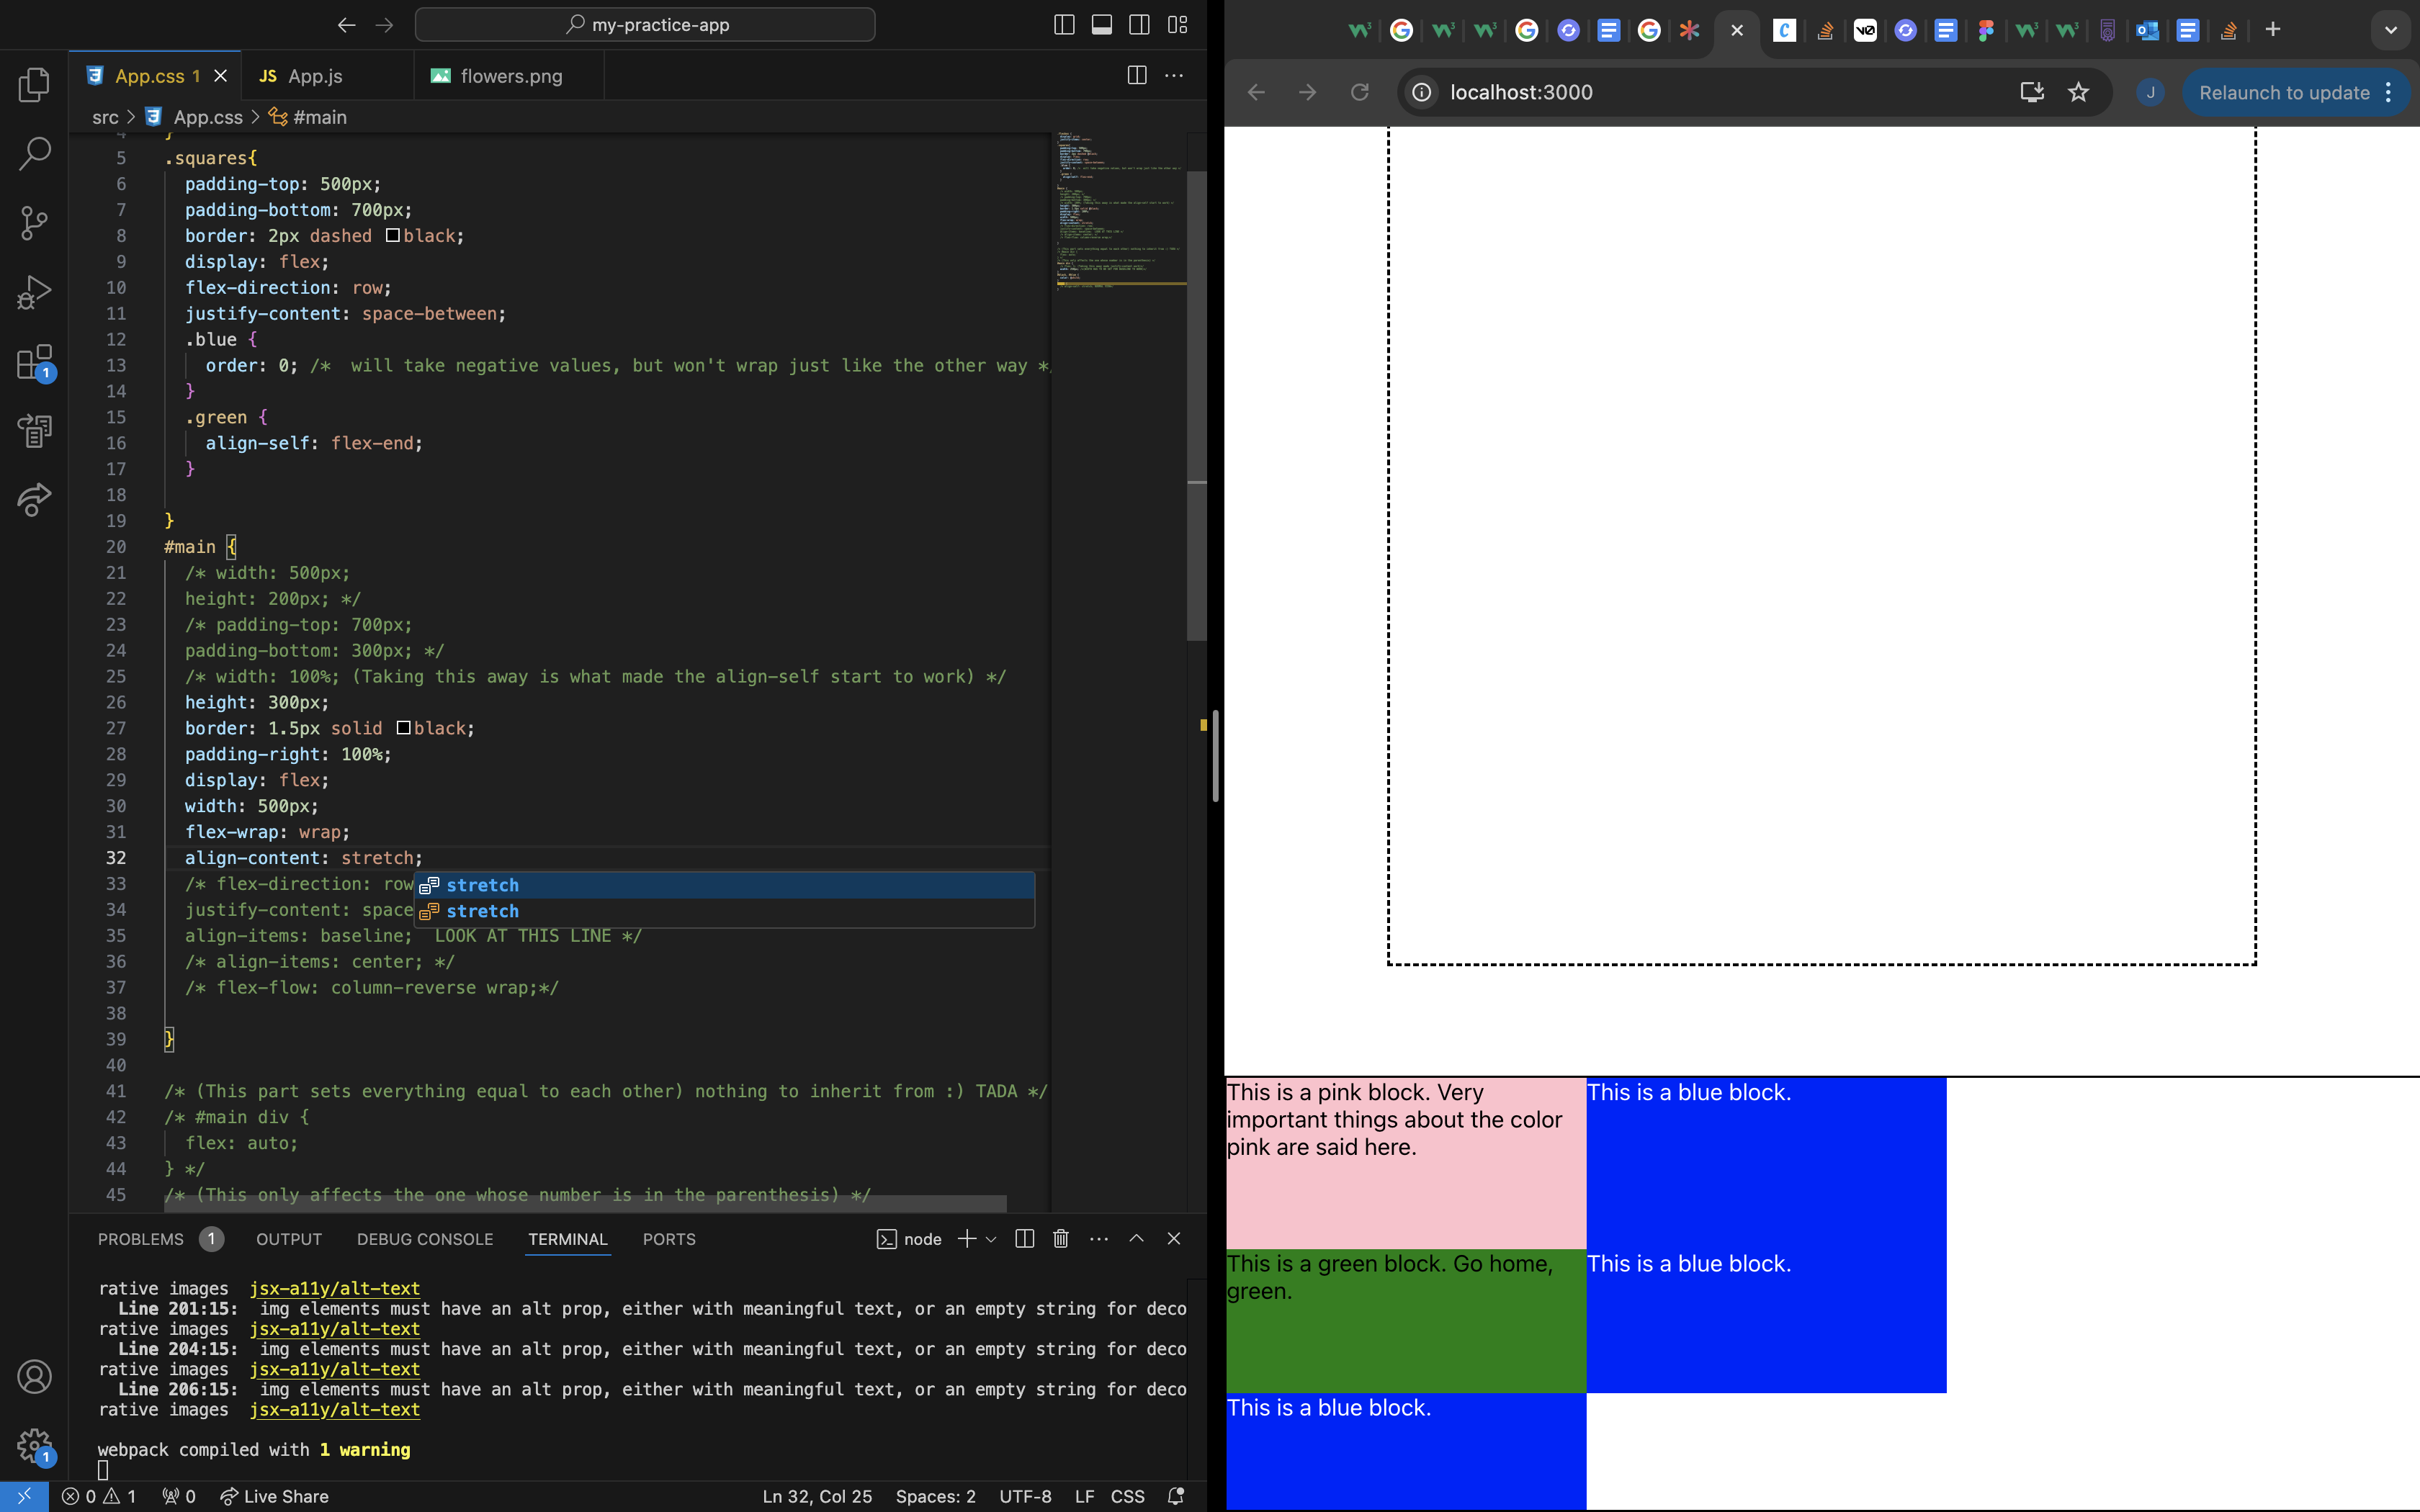 my-practice-app
App.css 1
JS App.js
flowers.png
src > App.css > #main
4 }
5 .squares{
6 padding-top: 500px;
7 padding-bottom: 700px;
8 border: 2px dashed black;
9 display: flex;
10 flex-direction: row;
11 justify-content: space-between;
12 .blue {
13 order: 0; /*  will take negative values, but won't wrap just like the other way *
14 }
15 .green {
16 align-self: flex-end;
17 }
18
19 }
20 #main {
21 /* width: 500px;
22 height: 200px; */
23 /* padding-top: 700px;
24 padding-bottom: 300px; */
25 /* width: 100%; (Taking this away is what made the align-self start to work) */
26 height: 300px;
27 border: 1.5px solid black;
28 padding-right: 100%;
29 display: flex;
30 width: 500px;
31 flex-wrap: wrap;
32 align-content: stretch;
33 /* flex-direction: row
stretch
34 justify-content: space
stretch
35 align-items: baseline;  LOOK AT THIS LINE */
36 /* align-items: center; */
37 /* flex-flow: column-reverse wrap;*/
38
39 }
40
41 /* (This part sets everything equal to each other) nothing to inherit from :) TADA */
42 /* #main div {
43 flex: auto;
44 } */
45 /* (This only affects the one whose number is in the parenthesis) */
PROBLEMS 1 OUTPUT DEBUG CONSOLE TERMINAL PORTS node
rative images  jsx-a11y/alt-text
Line 201:15:  img elements must have an alt prop, either with meaningful text, or an empty string for deco
rative images  jsx-a11y/alt-text
Line 204:15:  img elements must have an alt prop, either with meaningful text, or an empty string for deco
rative images  jsx-a11y/alt-text
Line 206:15:  img elements must have an alt prop, either with meaningful text, or an empty string for deco
rative images  jsx-a11y/alt-text
webpack compiled with 1 warning
0 1 0 Live Share Ln 32, Col 25 Spaces: 2 UTF-8 LF CSS
localhost:3000
J
Relaunch to update
This is a pink block. Very
important things about the color
pink are said here.
This is a blue block.
This is a green block. Go home,
green.
This is a blue block.
This is a blue block.